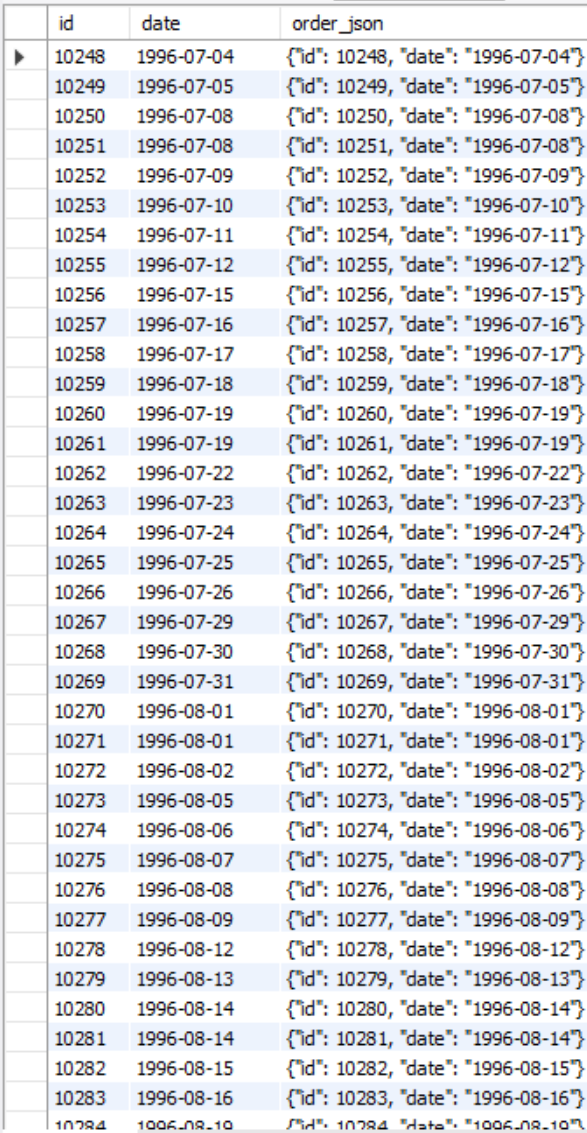 id date order_json
10248 1996-07-04 {"id": 10248, "date": "1996-07-04"}
10249 1996-07-05 {"id": 10249, "date": "1996-07-05"}
10250 1996-07-08 {"id": 10250, "date": "1996-07-08"}
10251 1996-07-08 {"id": 10251, "date": "1996-07-08"}
10252 1996-07-09 {"id": 10252, "date": "1996-07-09"}
10253 1996-07-10 {"id": 10253, "date": "1996-07-10"}
10254 1996-07-11 {"id": 10254, "date": "1996-07-11"}
10255 1996-07-12 {"id": 10255, "date": "1996-07-12"}
10256 1996-07-15 {"id": 10256, "date": "1996-07-15"}
10257 1996-07-16 {"id": 10257, "date": "1996-07-16"}
10258 1996-07-17 {"id": 10258, "date": "1996-07-17"}
10259 1996-07-18 {"id": 10259, "date": "1996-07-18"}
10260 1996-07-19 {"id": 10260, "date": "1996-07-19"}
10261 1996-07-19 {"id": 10261, "date": "1996-07-19"}
10262 1996-07-22 {"id": 10262, "date": "1996-07-22"}
10263 1996-07-23 {"id": 10263, "date": "1996-07-23"}
10264 1996-07-24 {"id": 10264, "date": "1996-07-24"}
10265 1996-07-25 {"id": 10265, "date": "1996-07-25"}
10266 1996-07-26 {"id": 10266, "date": "1996-07-26"}
10267 1996-07-29 {"id": 10267, "date": "1996-07-29"}
10268 1996-07-30 {"id": 10268, "date": "1996-07-30"}
10269 1996-07-31 {"id": 10269, "date": "1996-07-31"}
10270 1996-08-01 {"id": 10270, "date": "1996-08-01"}
10271 1996-08-01 {"id": 10271, "date": "1996-08-01"}
10272 1996-08-02 {"id": 10272, "date": "1996-08-02"}
10273 1996-08-05 {"id": 10273, "date": "1996-08-05"}
10274 1996-08-06 {"id": 10274, "date": "1996-08-06"}
10275 1996-08-07 {"id": 10275, "date": "1996-08-07"}
10276 1996-08-08 {"id": 10276, "date": "1996-08-08"}
10277 1996-08-09 {"id": 10277, "date": "1996-08-09"}
10278 1996-08-12 {"id": 10278, "date": "1996-08-12"}
10279 1996-08-13 {"id": 10279, "date": "1996-08-13"}
10280 1996-08-14 {"id": 10280, "date": "1996-08-14"}
10281 1996-08-14 {"id": 10281, "date": "1996-08-14"}
10282 1996-08-15 {"id": 10282, "date": "1996-08-15"}
10283 1996-08-16 {"id": 10283, "date": "1996-08-16"}
10284 1996-08-19 {"id": 10284, "date": "1996-08-19"}